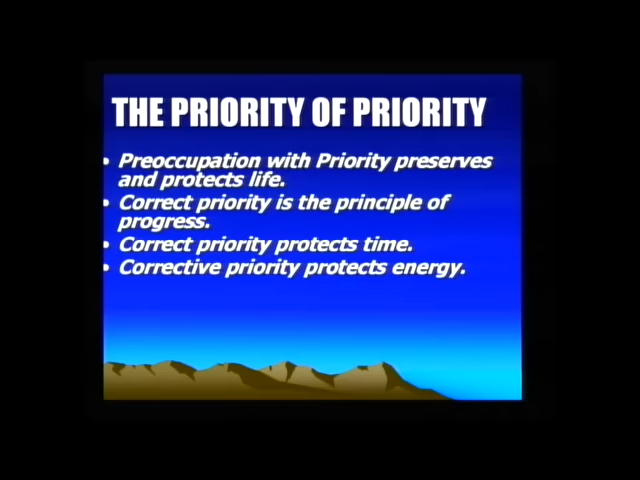 THE PRIORITY OF PRIORITY
• Preoccupation with Priority preserves
and protects life.
• Correct priority is the principle of
progress.
• Correct priority protects time.
• Corrective priority protects energy.